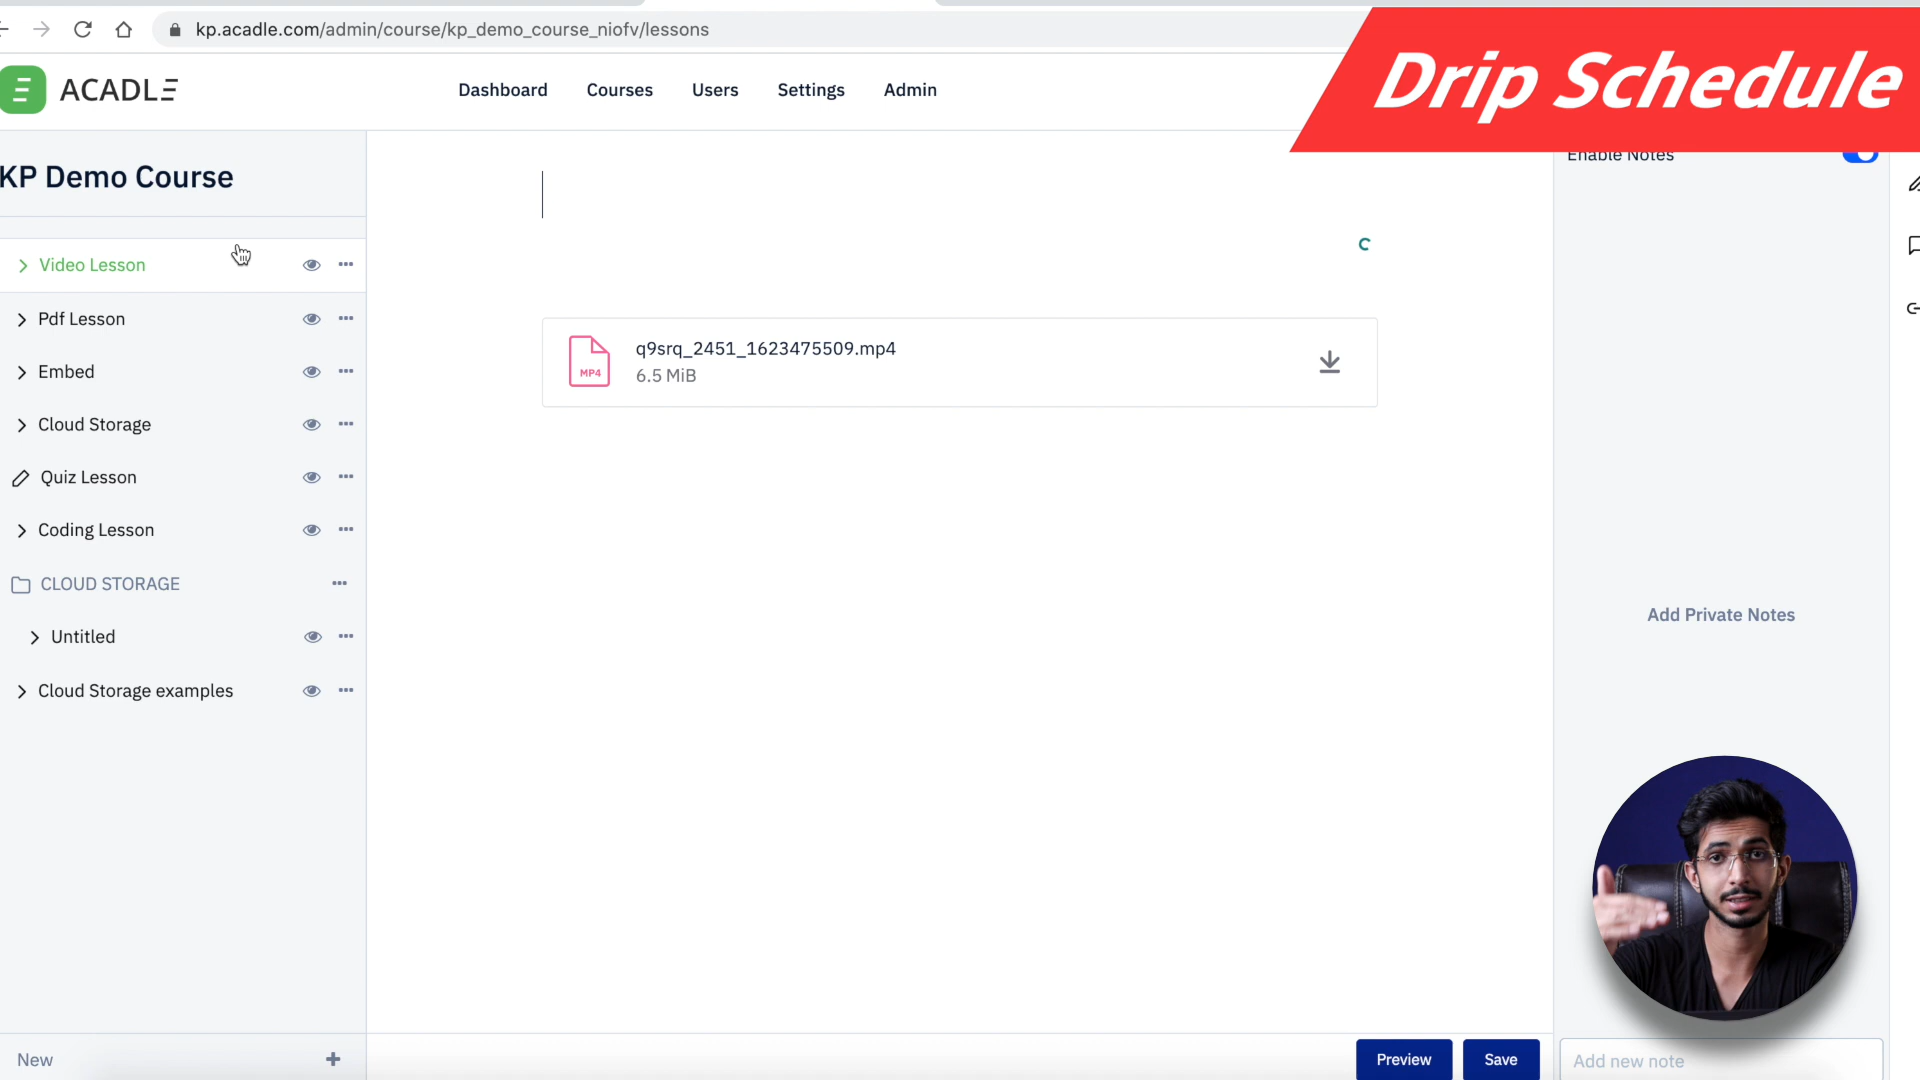 kp.acadle.com/admin/course/kp_demo_course_niofv/lessons
Drip Schedule
ACADLE
Dashboard
Courses
Users
Settings
Admin
Enable Notes
KP Demo Course
Video Lesson
Pdf Lesson
Embed
Cloud Storage
Quiz Lesson
Coding Lesson
CLOUD STORAGE
Untitled
Cloud Storage examples
MP4
q9srq_2451_1623475509.mp4
6.5 MiB
Add Private Notes
New
Preview
Save
Add new note